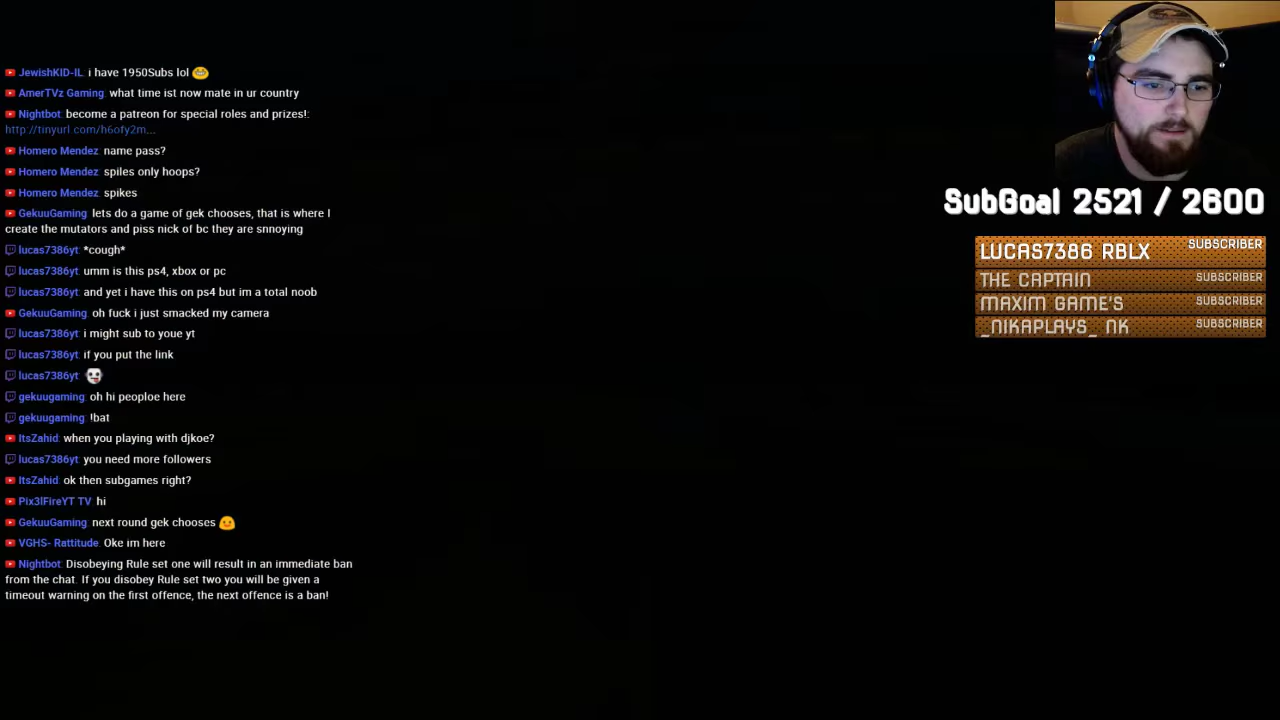 JewishKID-IL i have 1950Subs lol
AmerTVz Gaming what time ist now mate in ur country
Nightbot become a patreon for special roles and prizes!:
http://tinyurl com/h6ofy2m...
Homero Mendez name pass?
Homero Mendez spiles only hoops?
Homero Mendez spikes
GekuuGaming lets do a game of gek chooses, that is where I
create the mutators and piss nick of bc they are snnoying
lucas7386yt *cough*
lucas7386yt umm is this ps4, xbox or pc
lucas7386yt and yet i have this on ps4 but im a total noob
GekuuGaming oh fuck i just smacked my camera
lucas7386yt i might sub to youe yt
lucas7386yt if you put the link
lucas7386yt
gekuugaming oh hi peoploe here
gekuugaming !bat
ItsZahid when you playing with djkoe?
lucas7386yt you need more followers
ItsZahid ok then subgames right?
Pix3lFireYT TV hi
GekuuGaming next round gek chooses
VGHS- Rattitude Oke im here
Nightbot Disobeying Rule set one will result in an immediate ban
from the chat. If you disobey Rule set two you will be given a
timeout warning on the first offence, the next offence is a ban!
SubGoal 2521 / 2600
LUCAS7386 RBLX SUBSCRIBER
THE CAPTAIN SUBSCRIBER
MAXIM GAME'S SUBSCRIBER
_NIKAPLAYS_ NK SUBSCRIBER